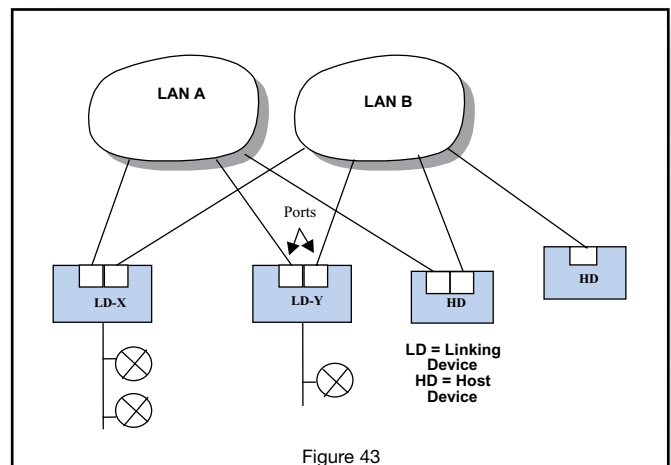 LAN A
LAN B
Ports
LD-X
LD-Y
HD
HD
LD = Linking
Device
HD = Host
Device
Figure 43